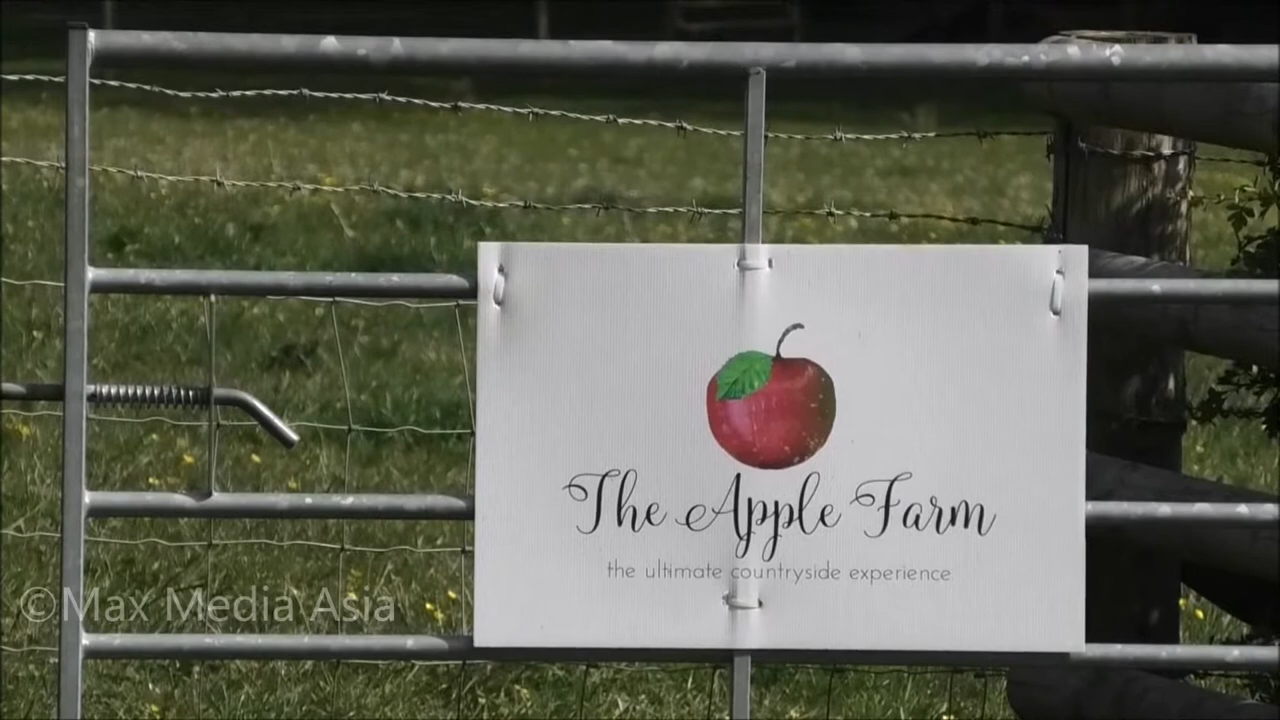 The Apple Farm
the ultimate countryside experience
©Max Media Asia